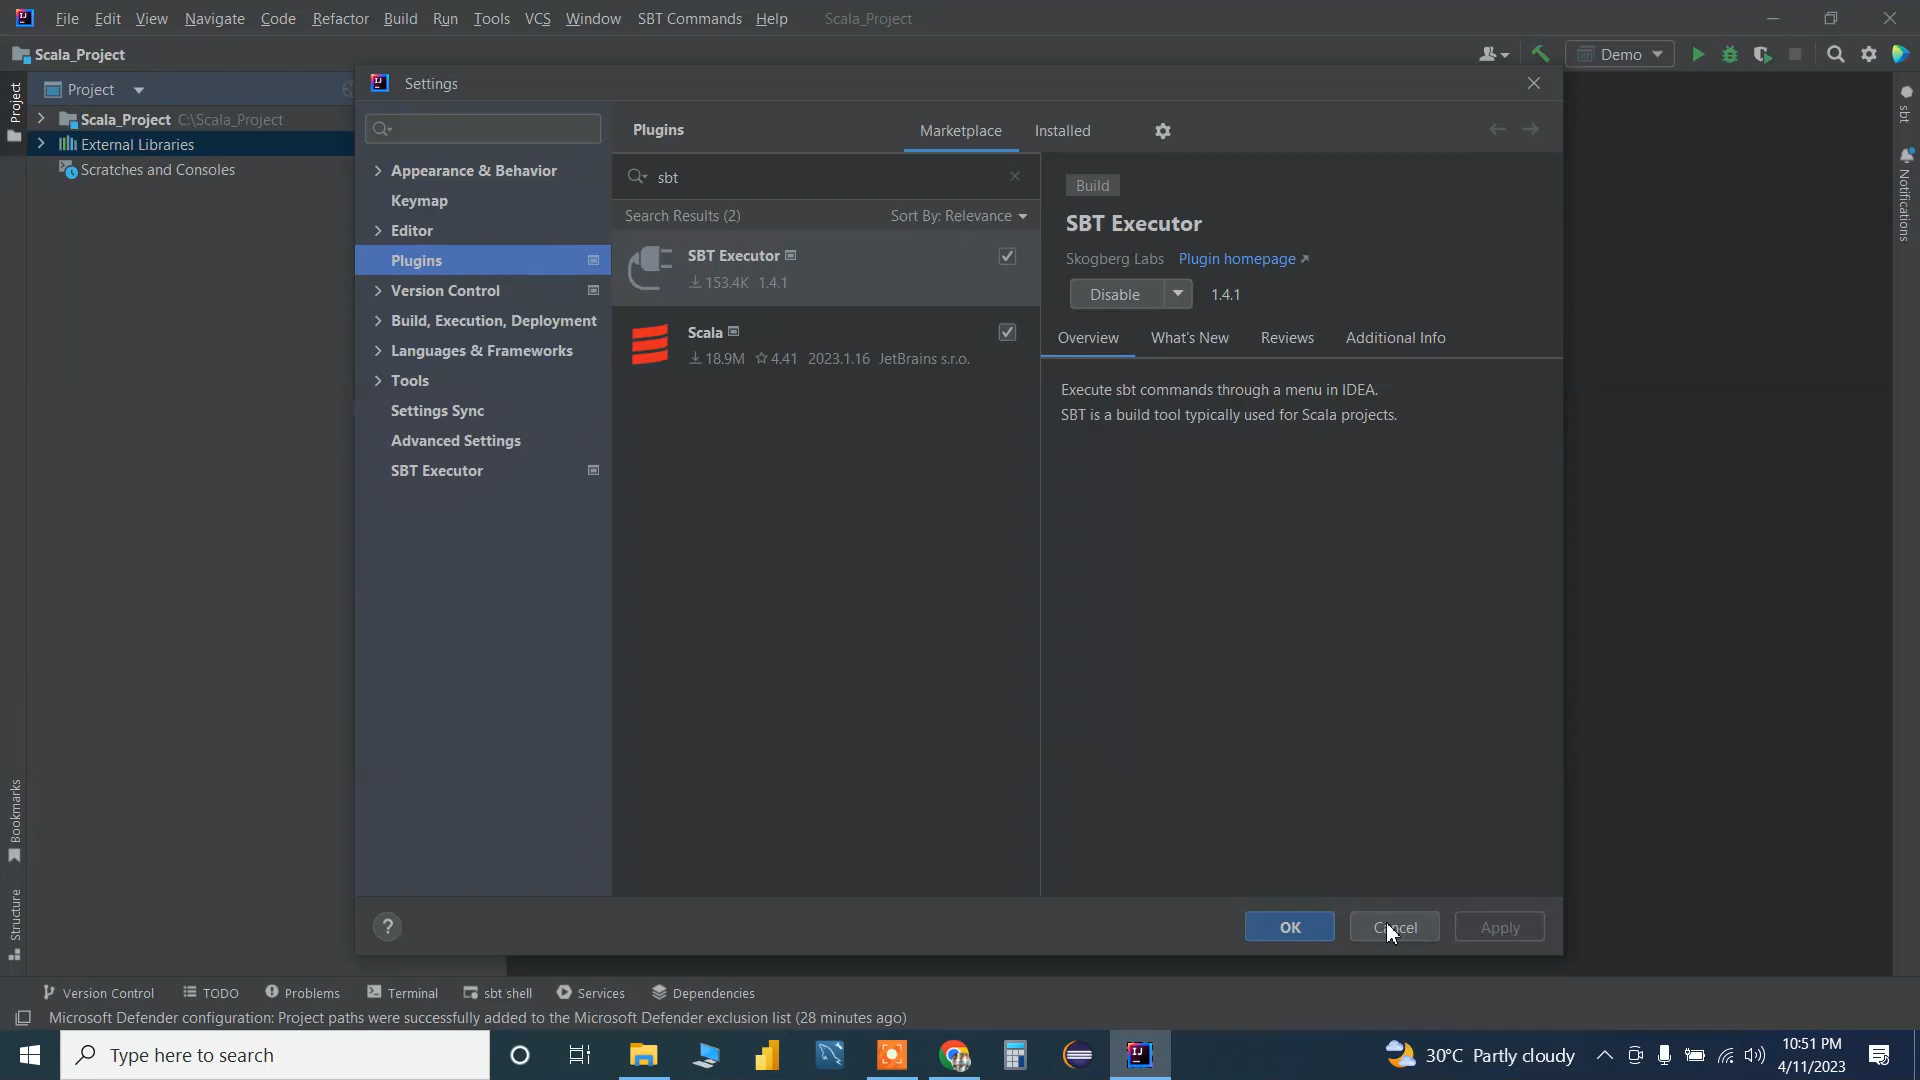 File Edit View Navigate Code Refactor Build Run Tools VCS Window SBT Commands Help Scala_Project
Scala_Project
Demo
Project
Project
Scala_Project C:\Scala_Project
External Libraries
Scratches and Consoles
Bookmarks
Structure
Settings
Appearance & Behavior
Keymap
Editor
Plugins
Version Control
Build, Execution, Deployment
Languages & Frameworks
Tools
Settings Sync
Advanced Settings
SBT Executor
Plugins Marketplace Installed
sbt
Search Results (2) Sort By: Relevance
SBT Executor
153.4K 1.4.1
Scala
18.9M 4.41 2023.1.16 JetBrains s.r.o.
Build
SBT Executor
Skogberg Labs Plugin homepage
Disable 1.4.1
Overview What's New Reviews Additional Info
Execute sbt commands through a menu in IDEA.
SBT is a build tool typically used for Scala projects.
? OK Cancel Apply
sbt
Notifications
Version Control TODO Problems Terminal sbt shell Services Dependencies
Microsoft Defender configuration: Project paths were successfully added to the Microsoft Defender exclusion list (28 minutes ago)
Type here to search
30°C Partly cloudy
10:51 PM
4/11/2023